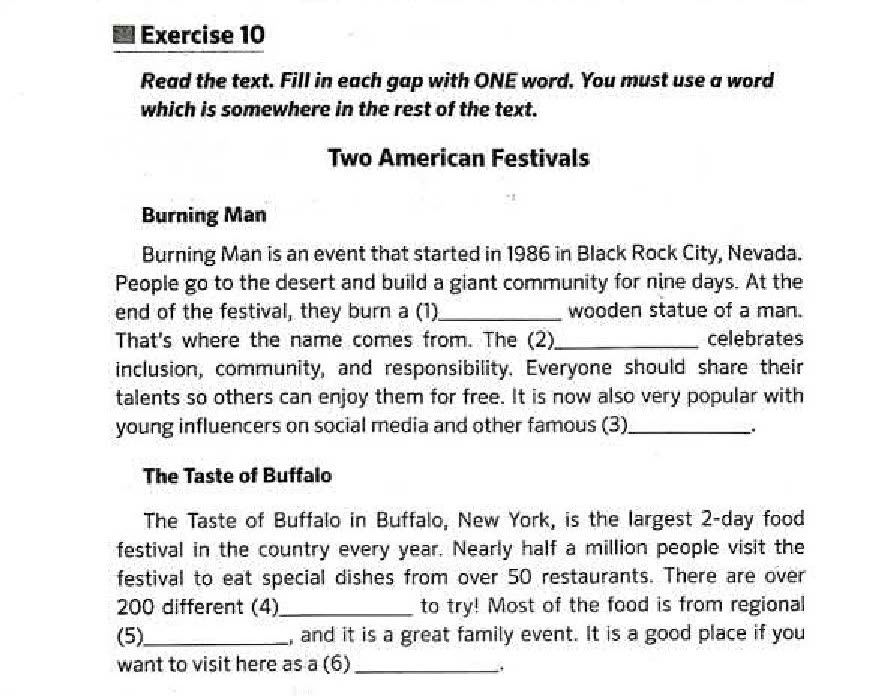 Exercise 10
Read the text. Fill in each gap with ONE word. You must use a word
which is somewhere in the rest of the text.
Two American Festivals
Burning Man
Burning Man is an event that started in 1986 in Black Rock City, Nevada.
People go to the desert and build a giant community for nine days. At the
end of the festival, they burn a (1)____________ wooden statue of a man.
That's where the name comes from. The (2)______________ celebrates
inclusion, community, and responsibility. Everyone should share their
talents so others can enjoy them for free. It is now also very popular with
young influencers on social media and other famous (3)____________.
The Taste of Buffalo
The Taste of Buffalo in Buffalo, New York, is the largest 2-day food
festival in the country every year. Nearly half a million people visit the
festival to eat special dishes from over 50 restaurants. There are over
200 different (4)_____________ to try! Most of the food is from regional
(5)______________, and it is a great family event. It is a good place if you
want to visit here as a (6) ______________.